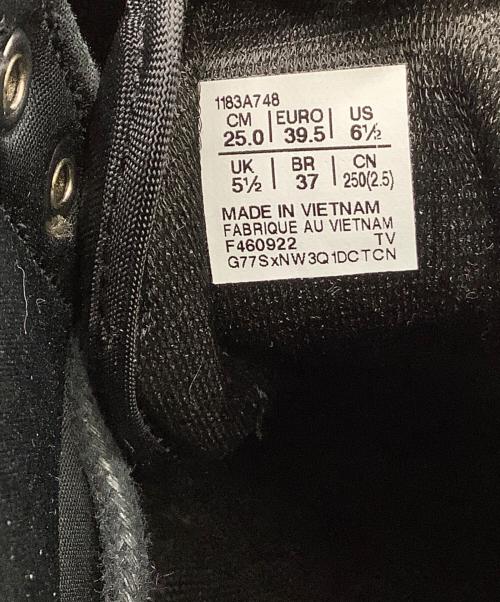 1183A748
CM EURO US
25.0 39.5 6½
UK BR CN
5½ 37 250(2.5)
MADE IN VIETNAM
FABRIQUE AU VIETNAM
F460922 TV
G77SxNW3Q1DCTCN